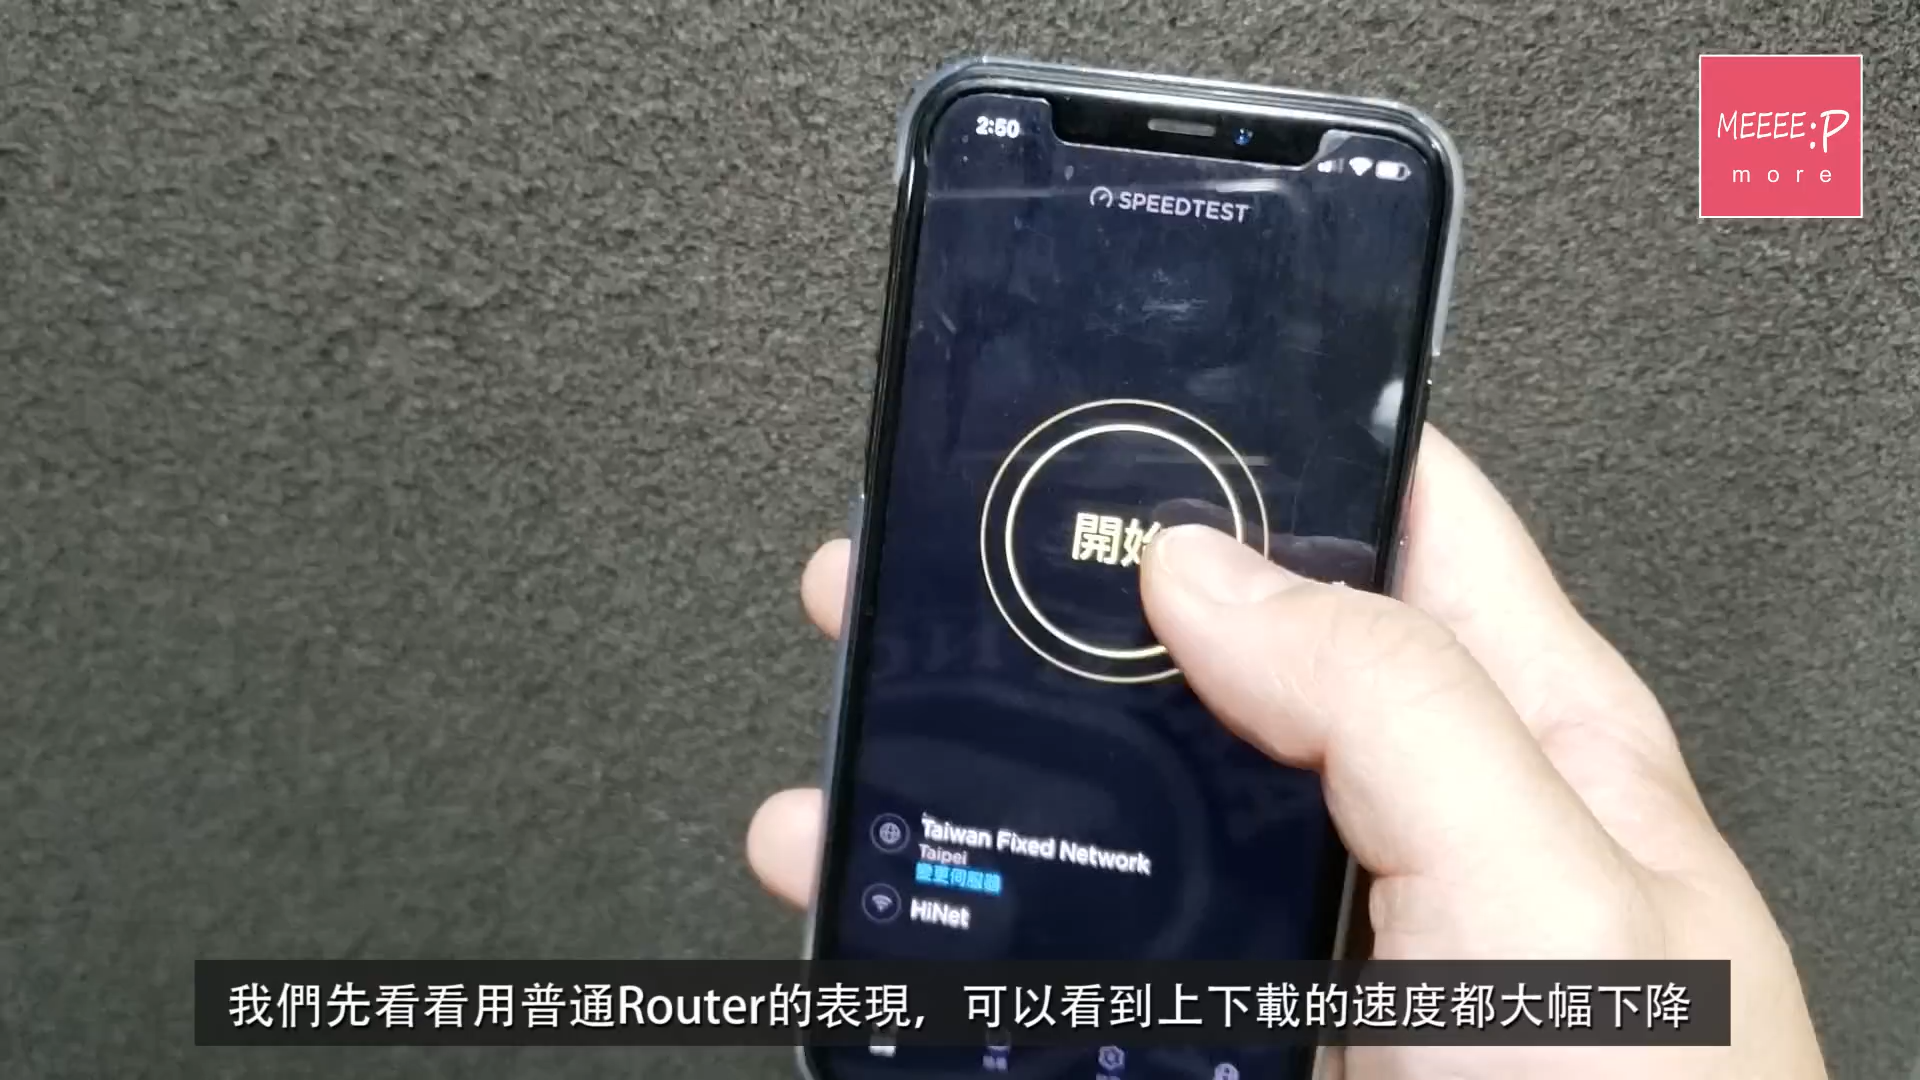 MEEEE:P
more
2:50
SPEEDTEST
開始
Taiwan Fixed Network
Taipei
變更伺服器
HiNet
我們先看看用普通Router的表現，可以看到上下載的速度都大幅下降